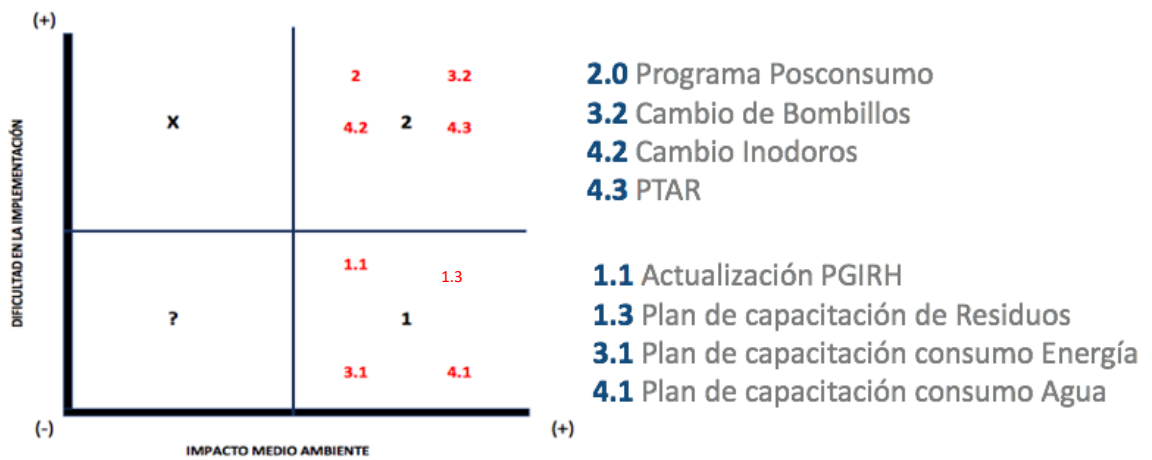 (+)
DIFICULTAD EN LA IMPLEMENTACIÓN
X
2
3.2
4.2
2
4.3
?
1.1
1.3
1
3.1
4.1
(-)
(+)
IMPACTO MEDIO AMBIENTE
2.0 Programa Posconsumo
3.2 Cambio de Bombillos
4.2 Cambio Inodoros
4.3 PTAR
1.1 Actualización PGIRH
1.3 Plan de capacitación de Residuos
3.1 Plan de capacitación consumo Energía
4.1 Plan de capacitación consumo Agua